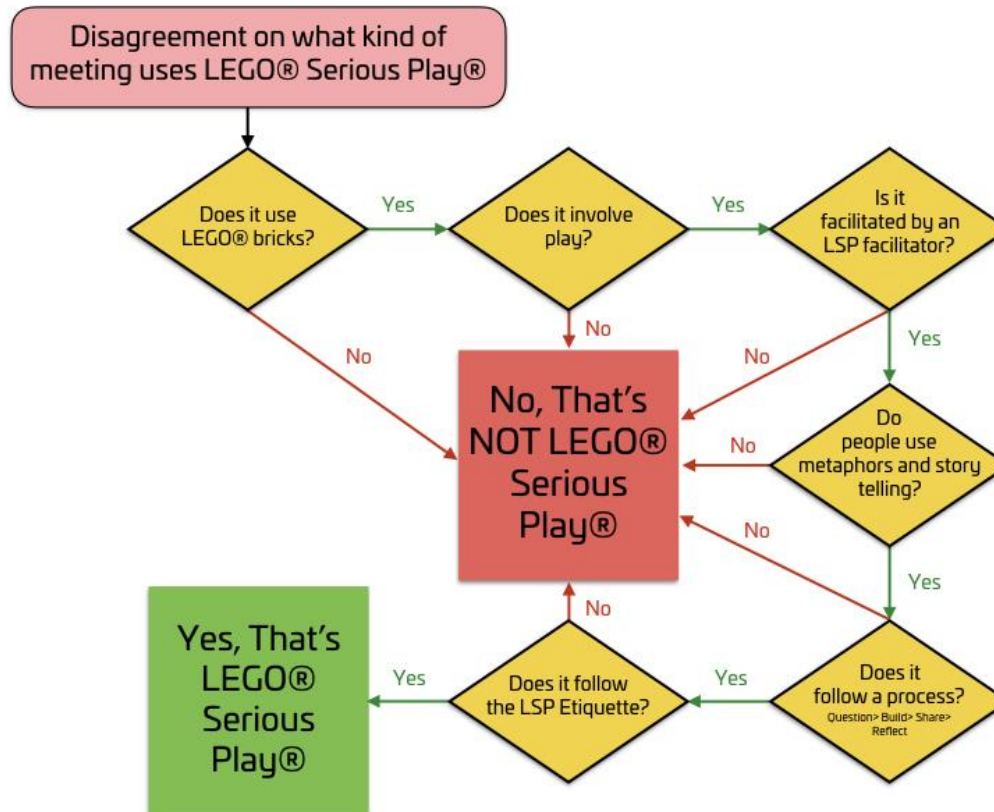 Disagreement on what kind of
meeting uses LEGO® Serious Play®
Does it use
LEGO® bricks?
Yes
Does it involve
play?
Yes
Is it
facilitated by an
LSP facilitator?
No
No
No
Yes
No, That's
NOT LEGO®
Serious
Play®
No
Do
people use
metaphors and story
telling?
No
Yes
Does it
follow a process?
Question> Build> Share>
Reflect
Yes
Does it follow
the LSP Etiquette?
No
Yes
Yes, That's
LEGO®
Serious
Play®